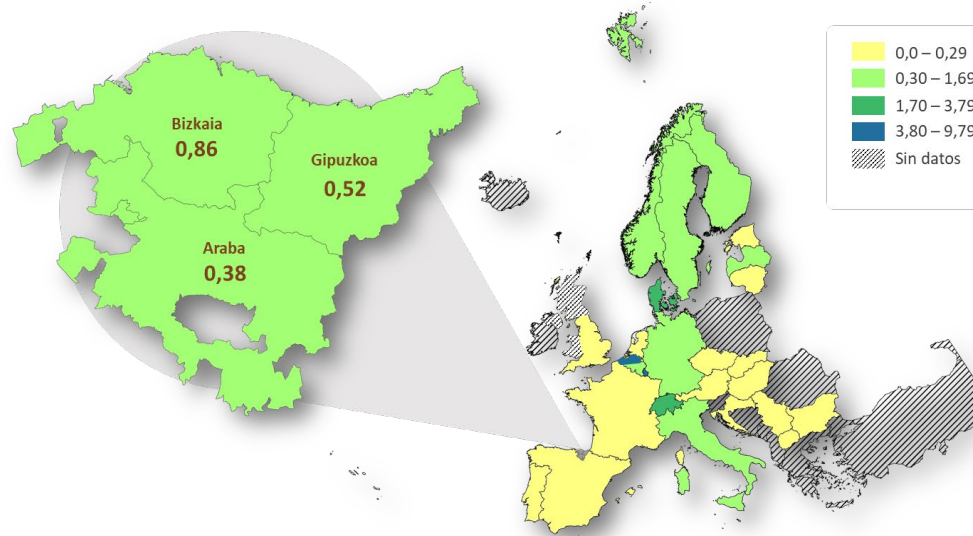 Bizkaia
0,86
Gipuzkoa
0,52
Araba
0,38
0,0 – 0,29
0,30 – 1,69
1,70 – 3,79
3,80 – 9,79
Sin datos